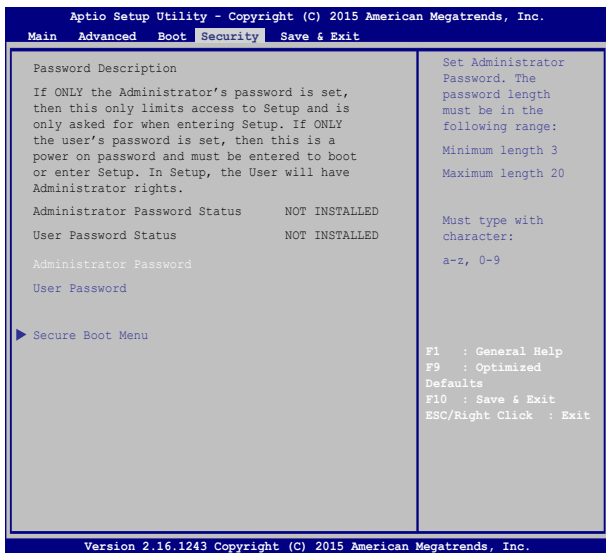 Aptio Setup Utility - Copyright (C) 2015 American Megatrends, Inc.
Main Advanced Boot Security Save & Exit
Password Description
If ONLY the Administrator's password is set,
then this only limits access to Setup and is
only asked for when entering Setup. If ONLY
the user's password is set, then this is a
power on password and must be entered to boot
or enter Setup. In Setup, the User will have
Administrator rights.
Administrator Password Status NOT INSTALLED
User Password Status NOT INSTALLED
Administrator Password
User Password
Secure Boot Menu
Set Administrator
Password. The
password length
must be in the
following range:
Minimum length 3
Maximum length 20
Must type with
character:
a-z, 0-9
F1 : General Help
F9 : Optimized
Defaults
F10 : Save & Exit
ESC/Right Click : Exit
Version 2.16.1243 Copyright (C) 2015 American Megatrends, Inc.